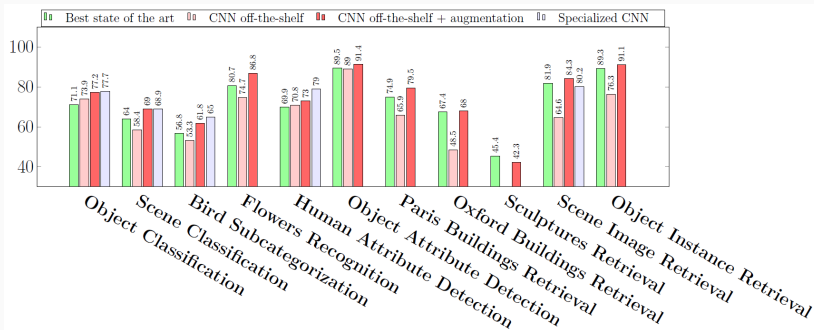 Best state of the art CNN off-the-shelf CNN off-the-shelf + augmentation Specialized CNN
100
80
60
40
71.1 73.9 77.2 77.7
64 58.4 69 68.9
56.8 53.3 61.8 65
80.7 74.7 86.8
69.9 70.8 73 79
89.5 89 91.4
74.9 65.9 79.5
67.4 48.5 68
45.4 42.3
81.9 64.6 84.3 80.2
89.3 76.3 91.1
Object Classification
Scene Classification
Bird Subcategorization
Flowers Recognition
Human Attribute Detection
Object Attribute Detection
Paris Buildings Retrieval
Oxford Buildings Retrieval
Sculptures Retrieval
Scene Image Retrieval
Object Instance Retrieval